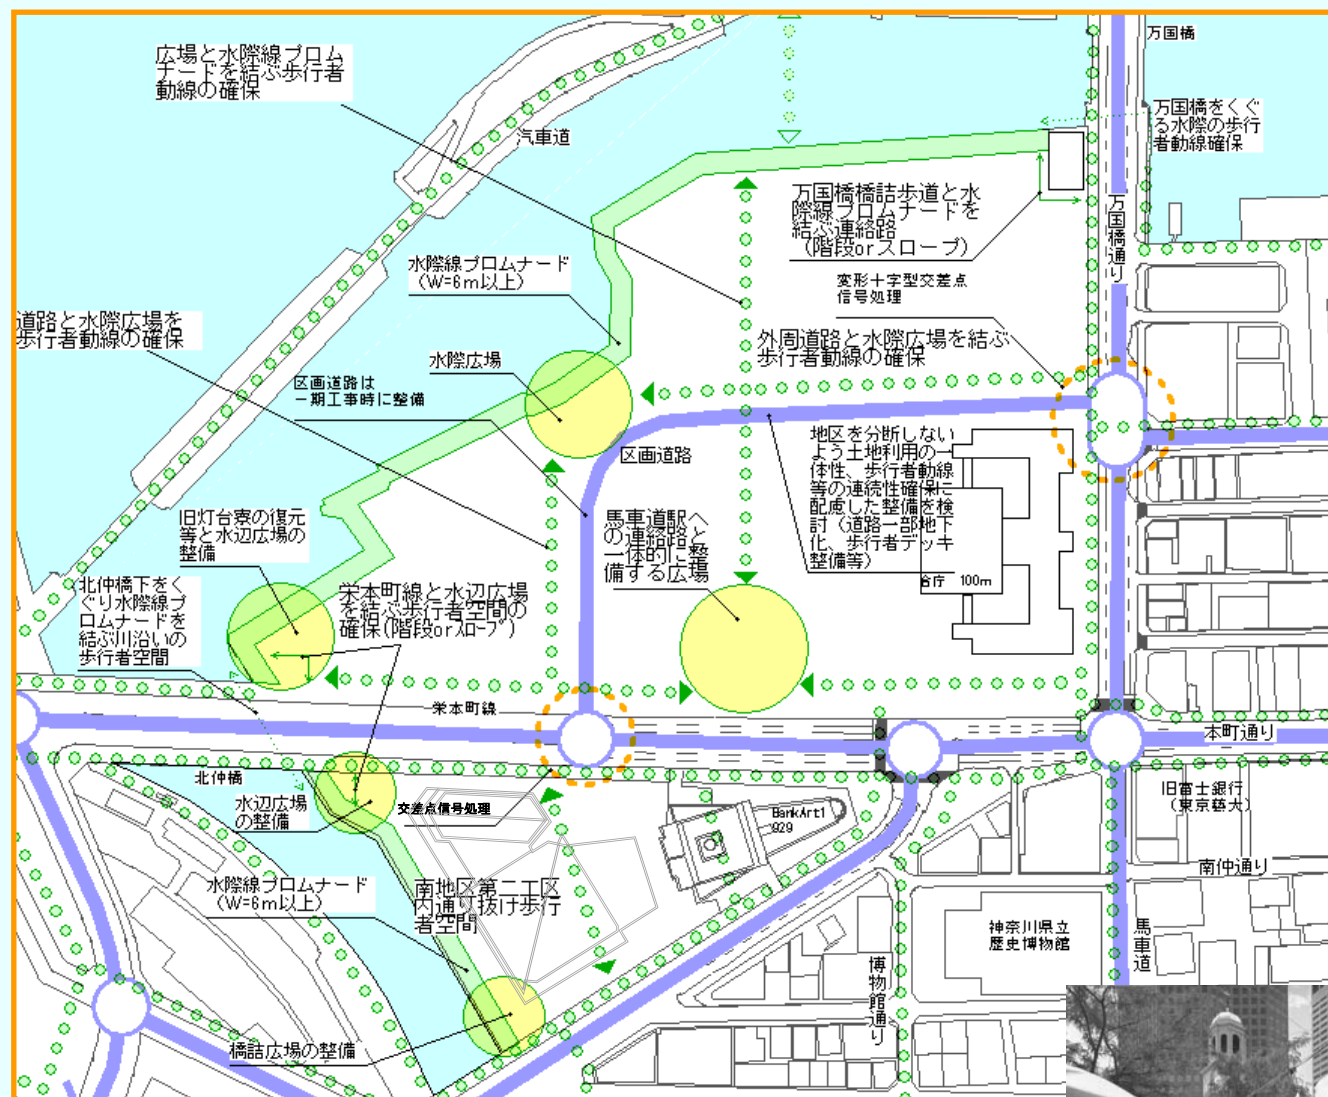 広場と水際線プロム
ナードを結ぶ歩行者
動線の確保
万国橋
汽車道
万国橋をくぐ
る水際の歩行
者動線確保
万国橋橋詰歩道と水
際線プロムナードを
結ぶ連絡路
(階段orスロープ)
万国橋通り
水際線プロムナード
(W=6m以上)
変形十字型交差点
信号処理
道路と水際広場を
歩行者動線の確保
外周道路と水際広場を結ぶ
歩行者動線の確保
水際広場
区画道路は
一期工事時に整備
区画道路
地区を分断しない
よう土地利用の一
体性、歩行者動線
等の連続性確保に
配慮した整備を検
討(道路一部地下
化、歩行者デッキ
整備等)
旧灯台寮の復元
等と水辺広場の
整備
馬車道駅へ
の連絡路と
一体的に整
備する広場
合庁 100m
北仲橋下をく
ぐり水際線プ
ロムナードを
結ぶ川沿いの
歩行者空間
栄本町線と水辺広場
を結ぶ歩行者空間の
確保(階段orスロープ)
栄本町線
本町通り
北仲橋
水辺広場
の整備
交差点信号処理
BankArt1
929
旧富士銀行
(東京藝大)
南仲通り
水際線プロムナード
(W=6m以上)
南地区第二工区
内通り抜け歩行
者空間
神奈川県立
歴史博物館
馬車道
博物館通り
橋詰広場の整備